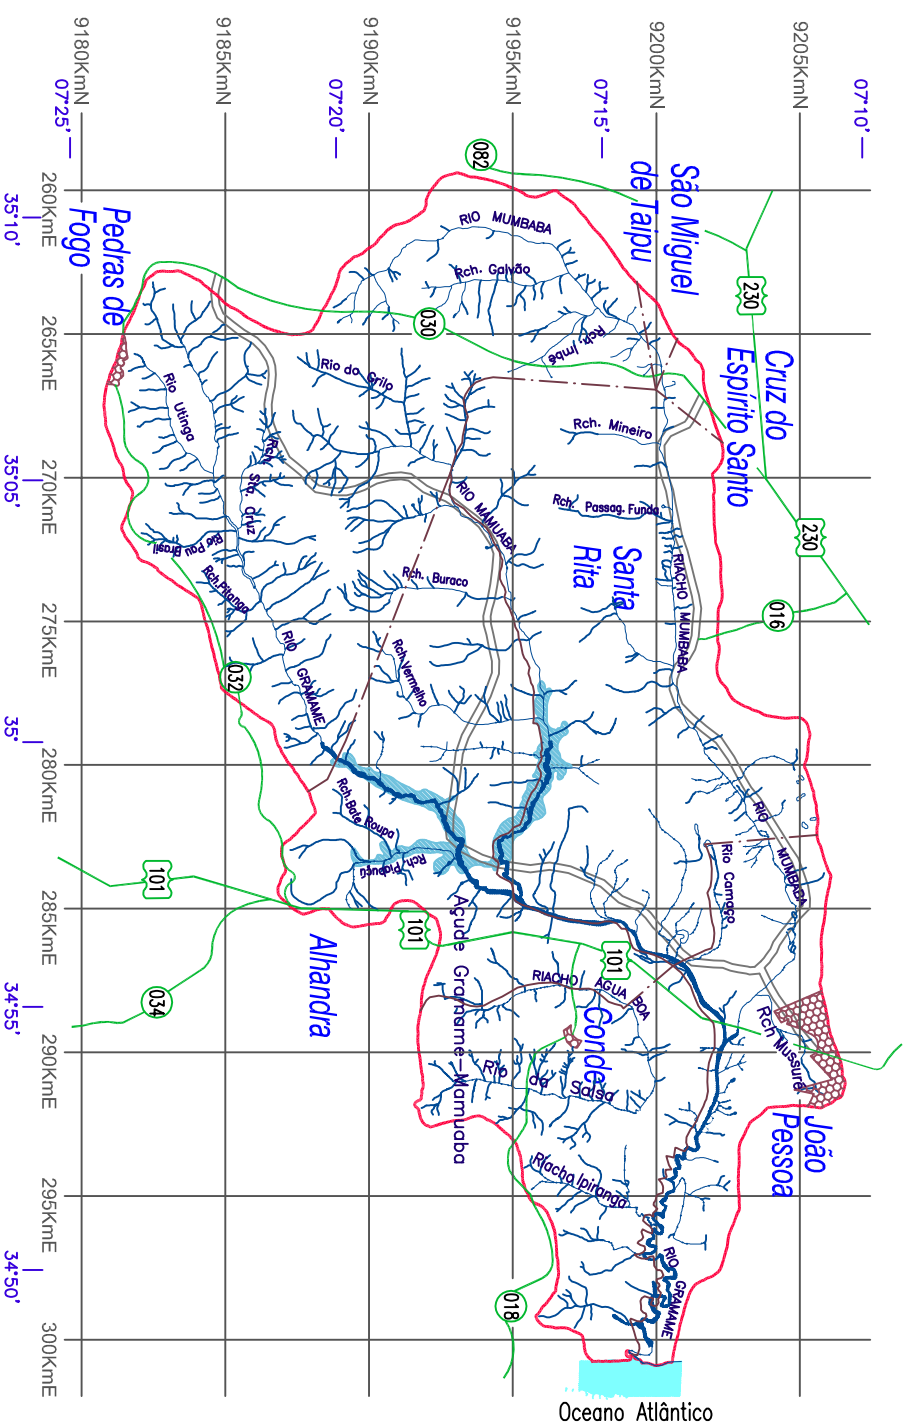 9180KmN
9185KmN
9190KmN
9195KmN
9200KmN
9205KmN
07°25'
07°20'
07°15'
07°10'
260KmE
265KmE
270KmE
275KmE
280KmE
285KmE
290KmE
295KmE
300KmE
35°10'
35°05'
35°
34°55'
34°50'
082
São Miguel
de Taipu
Pedras de
Fogo
RIO MUMBABA
Rch. Galvão
Rch. Imbé
230
030
Cruz do
Espírito Santo
Rio do Grilo
Rio Utinga
Rch. Mineiro
Rch. Sta. Cruz
RIO MAMUABA
Rch. Passag. Funda
230
Rio Pau Brasil
Rch. Pitanga
Rch. Buraco
Santa
Rita
RIACHO MUMBABA
016
032
RIO GRAMAME
Rch. Vermelho
Rch. Bate Roupa
Rch. Pibuçú
RIO MUMBABA
Rio Camaço
101
101
101
034
Alhandra
Açude Gramame-Mamuaba
RIACHO AGUA BOA
Conde
Rch Mussure
Rio da Salsa
João
Pessoa
Riacho Ipiranga
RIO GRAMAME
018
Oceano Atlântico